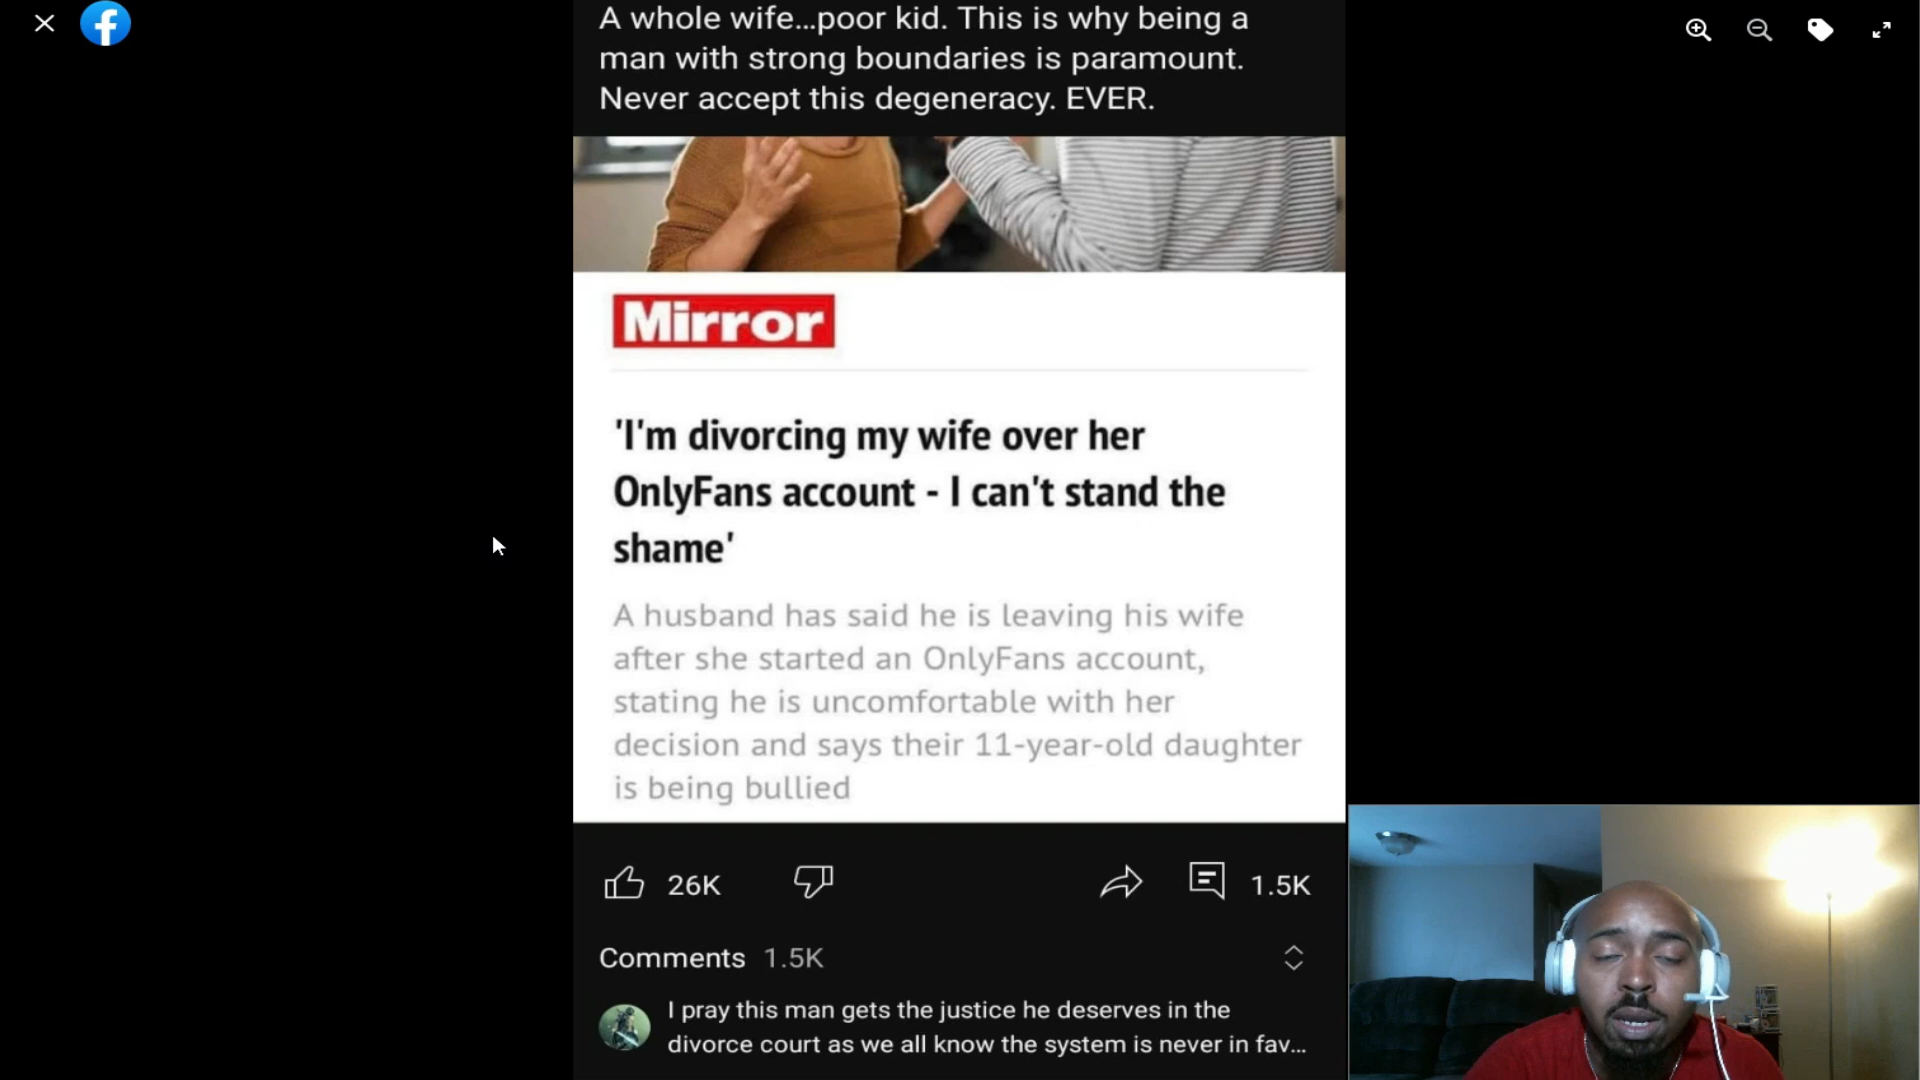 A whole wife...poor kid. This is why being a
man with strong boundaries is paramount.
Never accept this degeneracy. EVER.
Mirror
'I'm divorcing my wife over her
OnlyFans account - I can't stand the
shame'
A husband has said he is leaving his wife
after she started an OnlyFans account,
stating he is uncomfortable with her
decision and says their 11-year-old daughter
is being bullied
26K 1.5K
Comments 1.5K
I pray this man gets the justice he deserves in the
divorce court as we all know the system is never in fav...